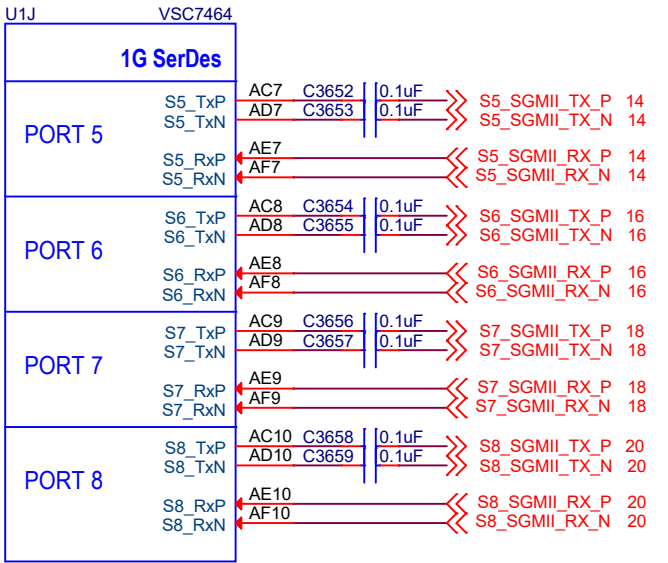 U1J VSC7464
1G SerDes
S5_TxP AC7 C3652 0.1uF S5_SGMII_TX_P 14
S5_TxN AD7 C3653 0.1uF S5_SGMII_TX_N 14
PORT 5
S5_RxP AE7 S5_SGMII_RX_P 14
S5_RxN AF7 S5_SGMII_RX_N 14
S6_TxP AC8 C3654 0.1uF S6_SGMII_TX_P 16
S6_TxN AD8 C3655 0.1uF S6_SGMII_TX_N 16
PORT 6
S6_RxP AE8 S6_SGMII_RX_P 16
S6_RxN AF8 S6_SGMII_RX_N 16
S7_TxP AC9 C3656 0.1uF S7_SGMII_TX_P 18
S7_TxN AD9 C3657 0.1uF S7_SGMII_TX_N 18
PORT 7
S7_RxP AE9 S7_SGMII_RX_P 18
S7_RxN AF9 S7_SGMII_RX_N 18
S8_TxP AC10 C3658 0.1uF S8_SGMII_TX_P 20
S8_TxN AD10 C3659 0.1uF S8_SGMII_TX_N 20
PORT 8
S8_RxP AE10 S8_SGMII_RX_P 20
S8_RxN AF10 S8_SGMII_RX_N 20